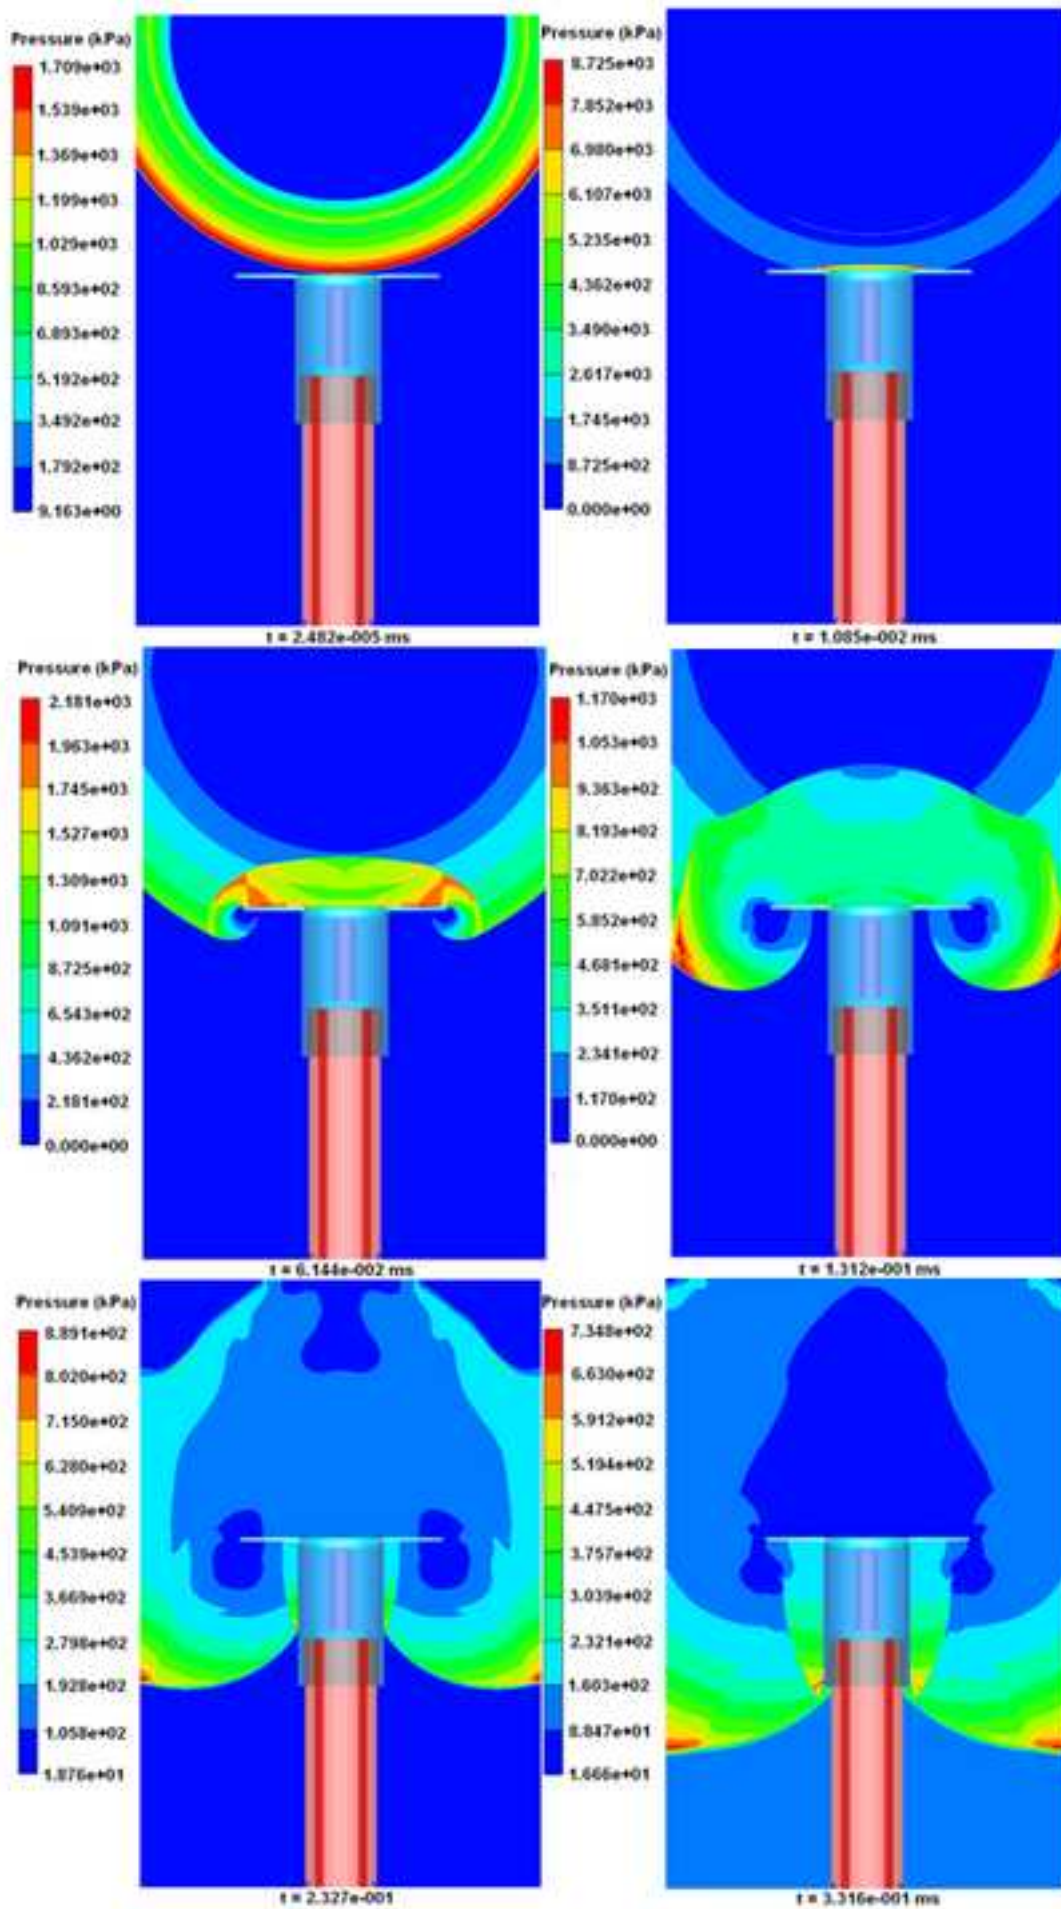 Pressure (kPa)
1.709e+03
1.539e+03
1.369e+03
1.199e+03
1.029e+03
8.593e+02
6.893e+02
5.192e+02
3.492e+02
1.792e+02
9.163e+00
t = 2.482e-005 ms
Pressure (kPa)
8.725e+03
7.852e+03
6.980e+03
6.107e+03
5.235e+03
4.362e+03
3.490e+03
2.617e+03
1.745e+03
8.725e+02
0.000e+00
t = 1.085e-002 ms
Pressure (kPa)
2.181e+03
1.963e+03
1.745e+03
1.527e+03
1.309e+03
1.091e+03
8.725e+02
6.543e+02
4.362e+02
2.181e+02
0.000e+00
t = 6.144e-002 ms
Pressure (kPa)
1.170e+03
1.053e+03
9.363e+02
8.193e+02
7.022e+02
5.852e+02
4.681e+02
3.511e+02
2.341e+02
1.170e+02
0.000e+00
t = 1.312e-001 ms
Pressure (kPa)
8.891e+02
8.020e+02
7.150e+02
6.280e+02
5.409e+02
4.539e+02
3.669e+02
2.798e+02
1.928e+02
1.058e+02
1.876e+01
t = 2.327e-001
Pressure (kPa)
7.348e+02
6.630e+02
5.912e+02
5.194e+02
4.475e+02
3.757e+02
3.039e+02
2.321e+02
1.603e+02
8.847e+01
1.666e+01
t = 3.316e-001 ms